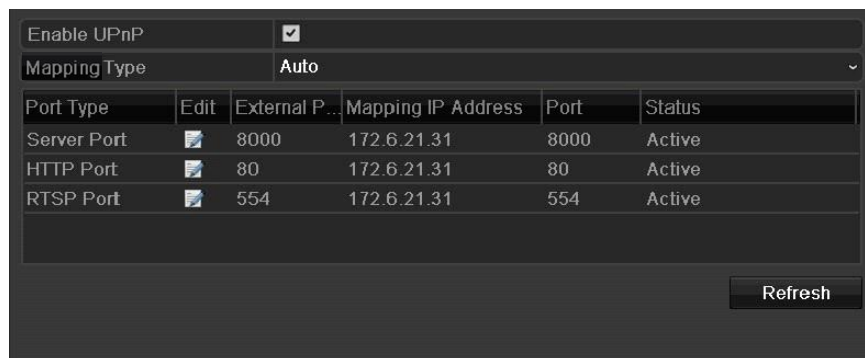 Enable UPnP
Mapping Type Auto
Port Type Edit External P... Mapping IP Address Port Status
Server Port 8000 172.6.21.31 8000 Active
HTTP Port 80 172.6.21.31 80 Active
RTSP Port 554 172.6.21.31 554 Active
Refresh